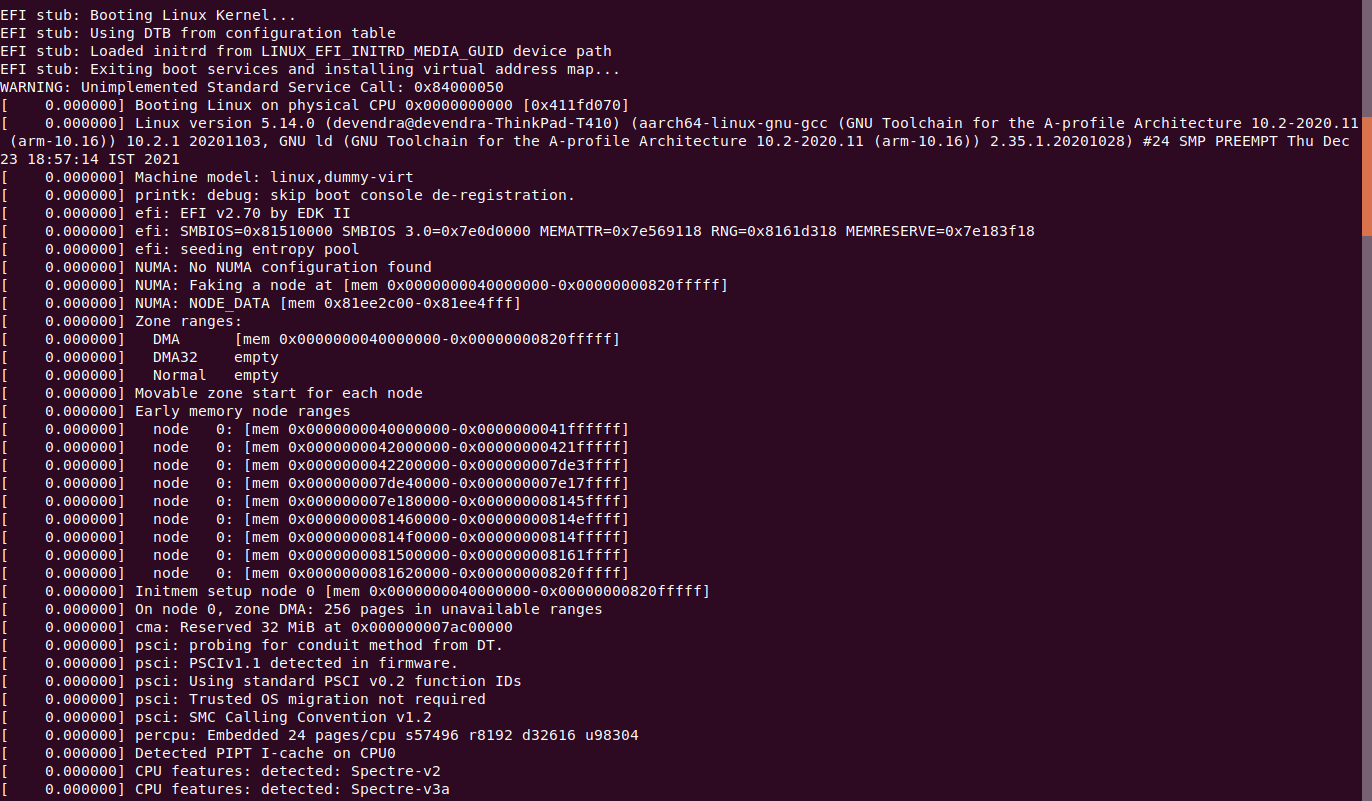 EFI stub: Booting Linux Kernel...
EFI stub: Using DTB from configuration table
EFI stub: Loaded initrd from LINUX_EFI_INITRD_MEDIA_GUID device path
EFI stub: Exiting boot services and installing virtual address map...
WARNING: Unimplemented Standard Service Call: 0x84000050
[    0.000000] Booting Linux on physical CPU 0x0000000000 [0x411fd070]
[    0.000000] Linux version 5.14.0 (devendra@devendra-ThinkPad-T410) (aarch64-linux-gnu-gcc (GNU Toolchain for the A-profile Architecture 10.2-2020.11
 (arm-10.16)) 10.2.1 20201103, GNU ld (GNU Toolchain for the A-profile Architecture 10.2-2020.11 (arm-10.16)) 2.35.1.20201028) #24 SMP PREEMPT Thu Dec
23 18:57:14 IST 2021
[    0.000000] Machine model: linux,dummy-virt
[    0.000000] printk: debug: skip boot console de-registration.
[    0.000000] efi: EFI v2.70 by EDK II
[    0.000000] efi: SMBIOS=0x81510000 SMBIOS 3.0=0x7e0d0000 MEMATTR=0x7e569118 RNG=0x8161d318 MEMRESERVE=0x7e183f18
[    0.000000] efi: seeding entropy pool
[    0.000000] NUMA: No NUMA configuration found
[    0.000000] NUMA: Faking a node at [mem 0x0000000040000000-0x00000000820fffff]
[    0.000000] NUMA: NODE_DATA [mem 0x81ee2c00-0x81ee4fff]
[    0.000000] Zone ranges:
[    0.000000]   DMA      [mem 0x0000000040000000-0x00000000820fffff]
[    0.000000]   DMA32    empty
[    0.000000]   Normal   empty
[    0.000000] Movable zone start for each node
[    0.000000] Early memory node ranges
[    0.000000]   node   0: [mem 0x0000000040000000-0x0000000041ffffff]
[    0.000000]   node   0: [mem 0x0000000042000000-0x00000000421fffff]
[    0.000000]   node   0: [mem 0x0000000042200000-0x000000007de3ffff]
[    0.000000]   node   0: [mem 0x000000007de40000-0x000000007e17ffff]
[    0.000000]   node   0: [mem 0x000000007e180000-0x000000008145ffff]
[    0.000000]   node   0: [mem 0x0000000081460000-0x00000000814effff]
[    0.000000]   node   0: [mem 0x00000000814f0000-0x00000000814fffff]
[    0.000000]   node   0: [mem 0x0000000081500000-0x000000008161ffff]
[    0.000000]   node   0: [mem 0x0000000081620000-0x00000000820fffff]
[    0.000000] Initmem setup node 0 [mem 0x0000000040000000-0x00000000820fffff]
[    0.000000] On node 0, zone DMA: 256 pages in unavailable ranges
[    0.000000] cma: Reserved 32 MiB at 0x000000007ac00000
[    0.000000] psci: probing for conduit method from DT.
[    0.000000] psci: PSCIv1.1 detected in firmware.
[    0.000000] psci: Using standard PSCI v0.2 function IDs
[    0.000000] psci: Trusted OS migration not required
[    0.000000] psci: SMC Calling Convention v1.2
[    0.000000] percpu: Embedded 24 pages/cpu s57496 r8192 d32616 u98304
[    0.000000] Detected PIPT I-cache on CPU0
[    0.000000] CPU features: detected: Spectre-v2
[    0.000000] CPU features: detected: Spectre-v3a